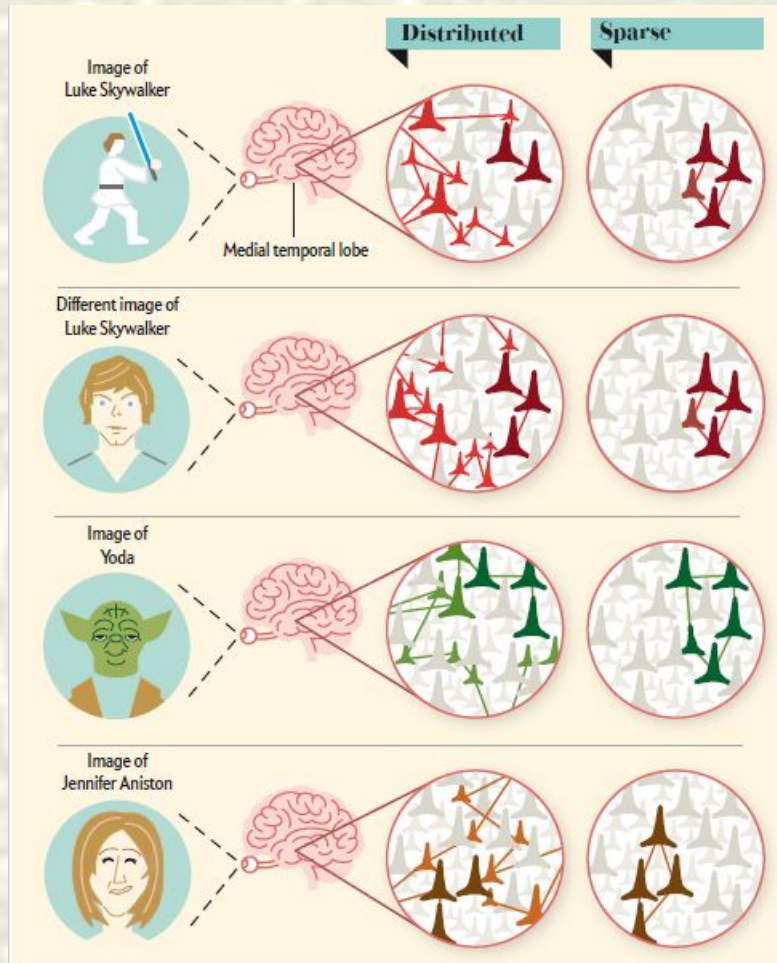 Distributed
Sparse
Image of
Luke Skywalker
Medial temporal lobe
Different image of
Luke Skywalker
Image of
Yoda
Image of
Jennifer Aniston